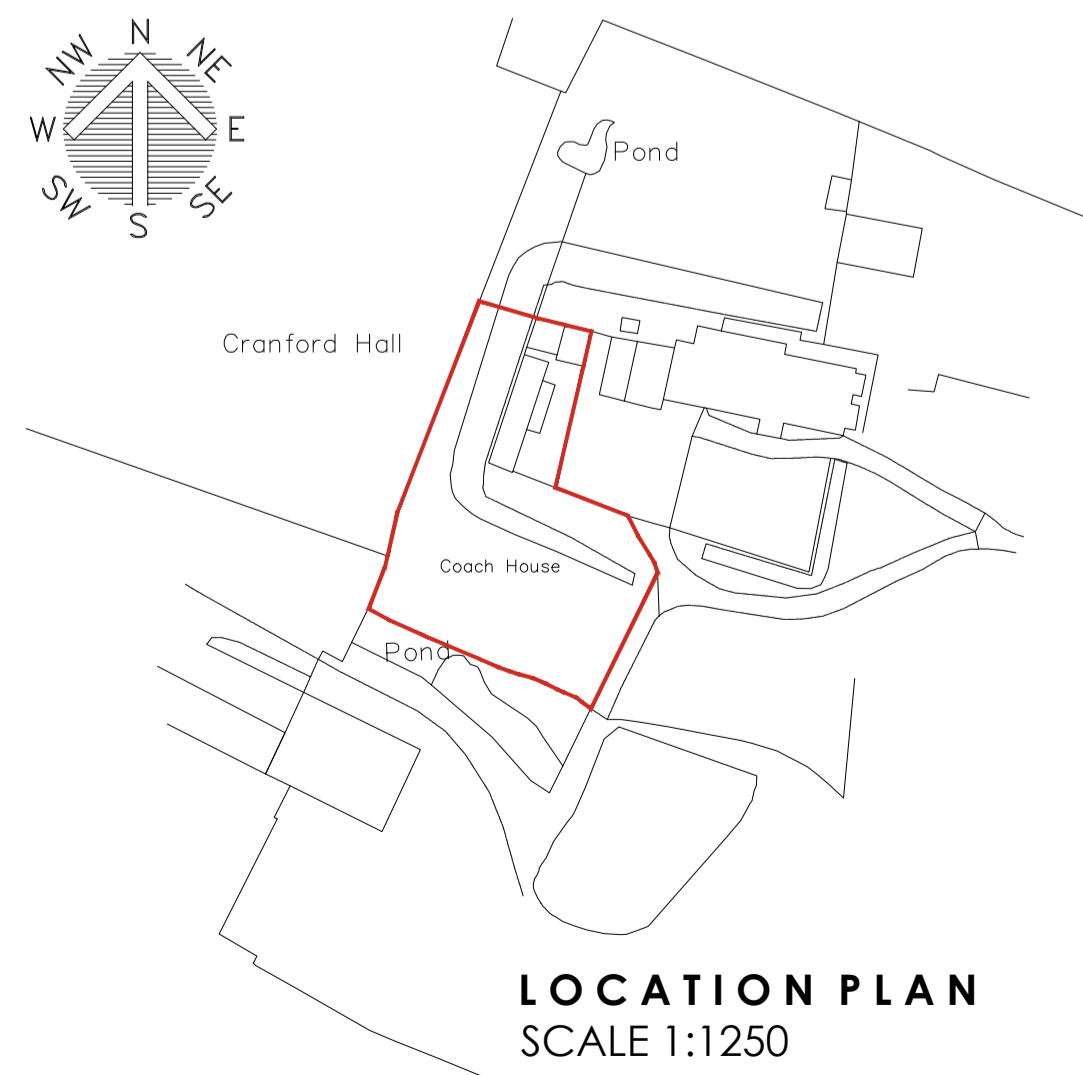 N
NW
NE
W
E
SW
SE
S
Pond
Cranford Hall
Coach House
Pond
LOCATION PLAN
SCALE 1:1250